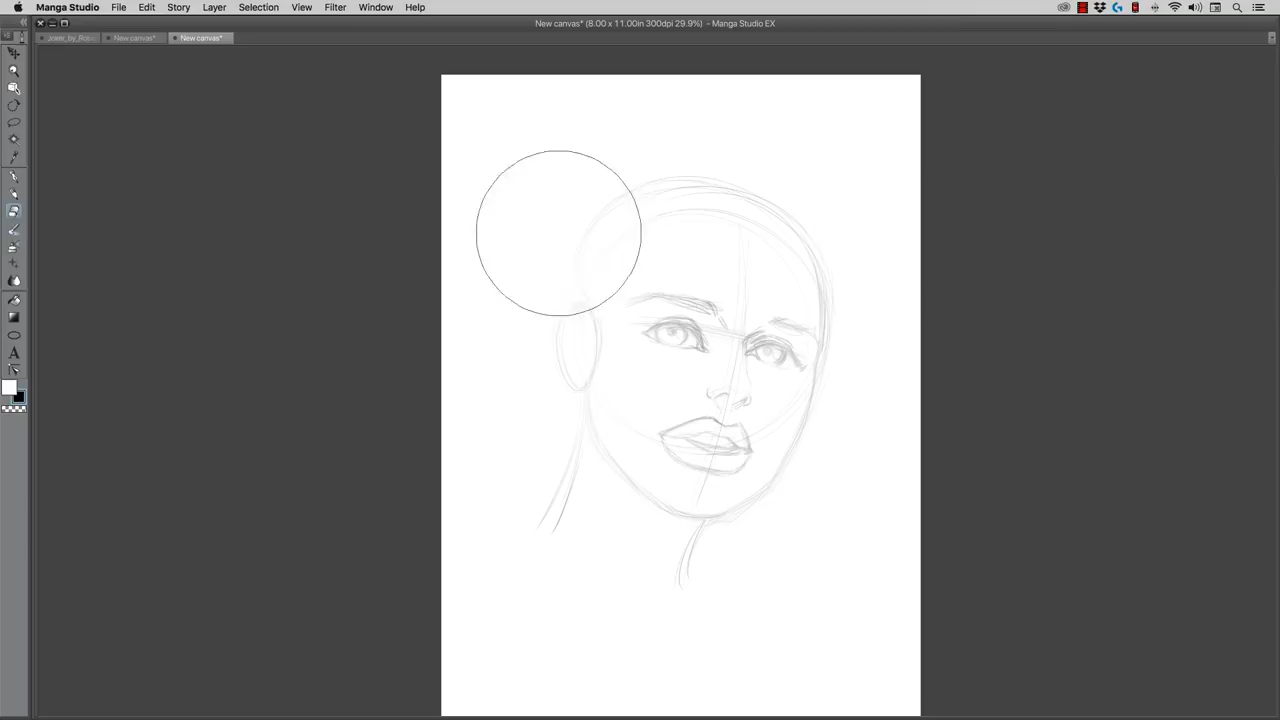 Manga Studio File Edit Story Layer Selection View Filter Window Help
New canvas* (8.00 x 11.00in 300dpi 29.9%) - Manga Studio EX
New canvas* New canvas*
A